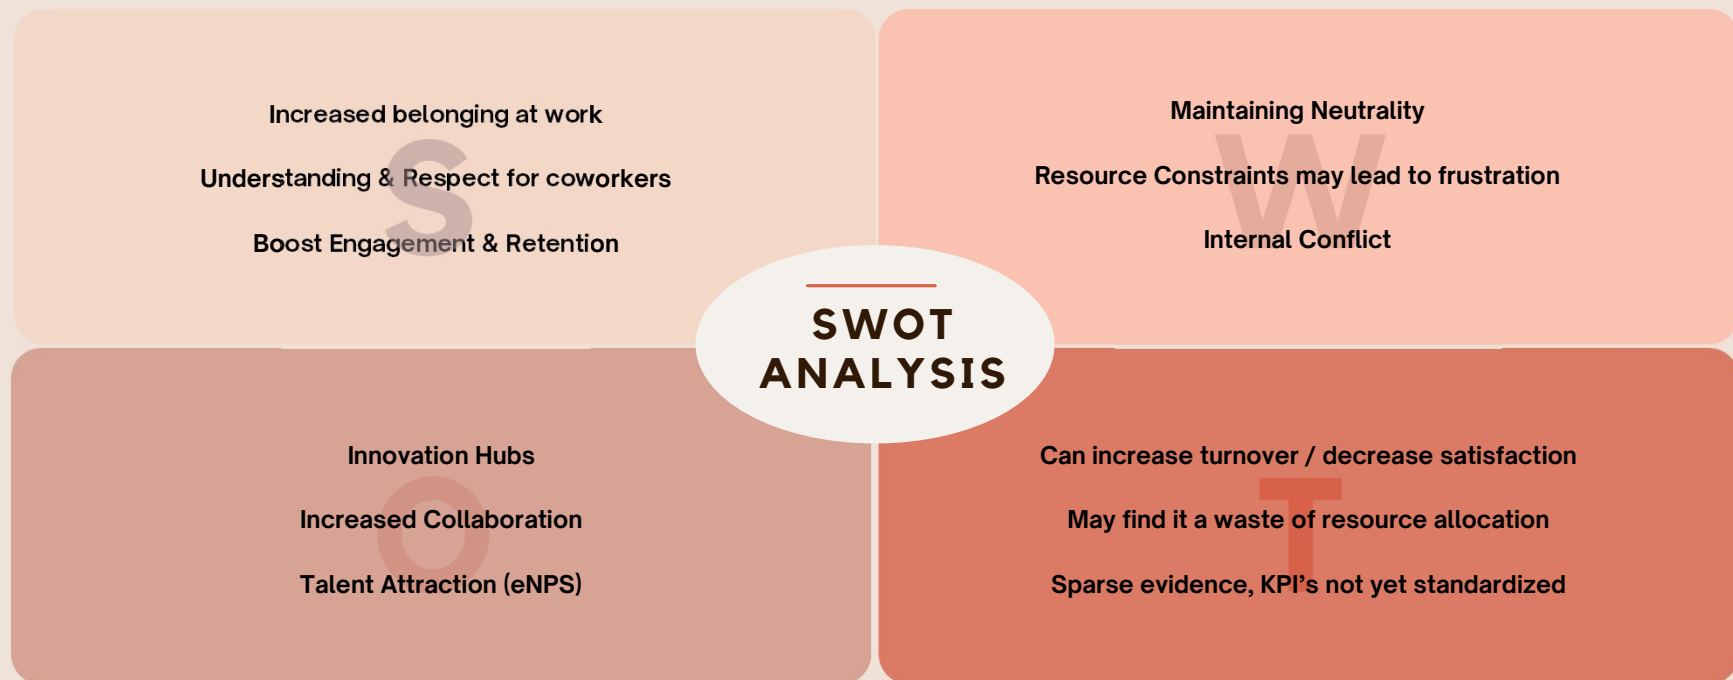 Increased belonging at work
Understanding & Respect for coworkers
Boost Engagement & Retention
S
Maintaining Neutrality
Resource Constraints may lead to frustration
Internal Conflict
W
SWOT
ANALYSIS
Innovation Hubs
Increased Collaboration
Talent Attraction (eNPS)
O
Can increase turnover / decrease satisfaction
May find it a waste of resource allocation
Sparse evidence, KPI’s not yet standardized
T